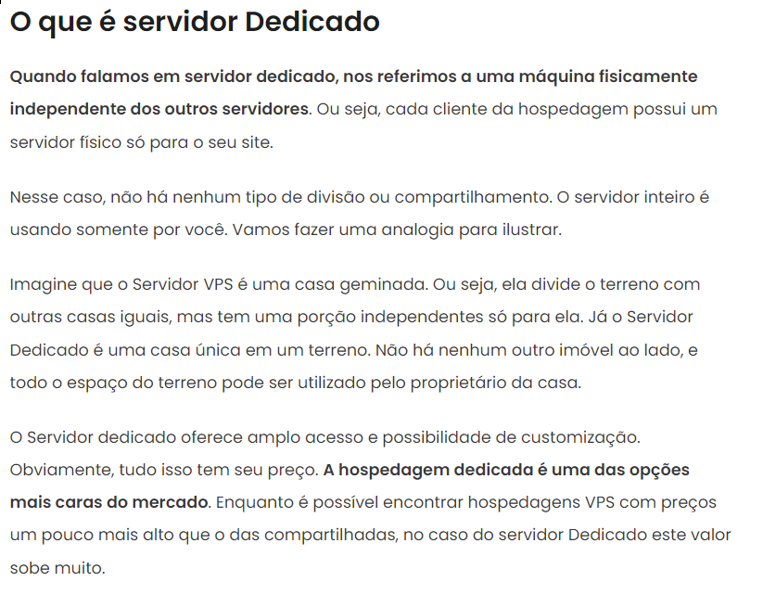 O que é servidor Dedicado
Quando falamos em servidor dedicado, nos referimos a uma máquina fisicamente
independente dos outros servidores. Ou seja, cada cliente da hospedagem possui um
servidor físico só para o seu site.
Nesse caso, não há nenhum tipo de divisão ou compartilhamento. O servidor inteiro é
usando somente por você. Vamos fazer uma analogia para ilustrar.
Imagine que o Servidor VPS é uma casa geminada. Ou seja, ela divide o terreno com
outras casas iguais, mas tem uma porção independentes só para ela. Já o Servidor
Dedicado é uma casa única em um terreno. Não há nenhum outro imóvel ao lado, e
todo o espaço do terreno pode ser utilizado pelo proprietário da casa.
O Servidor dedicado oferece amplo acesso e possibilidade de customização.
Obviamente, tudo isso tem seu preço. A hospedagem dedicada é uma das opções
mais caras do mercado. Enquanto é possível encontrar hospedagens VPS com preços
um pouco mais alto que o das compartilhadas, no caso do servidor Dedicado este valor
sobe muito.